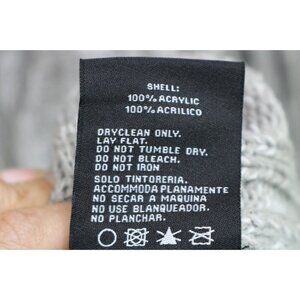 SHELL:
100% ACRYLIC
100% ACRILICO
DRYCLEAN ONLY.
LAY FLAT.
DO NOT TUMBLE DRY.
DO NOT BLEACH.
DO NOT IRON
SOLO TINTORERIA.
ACCOMMODA PLANAMENTE
NO SECAR A MAQUINA
NO USE BLANQUEADOR.
NO PLANCHAR.